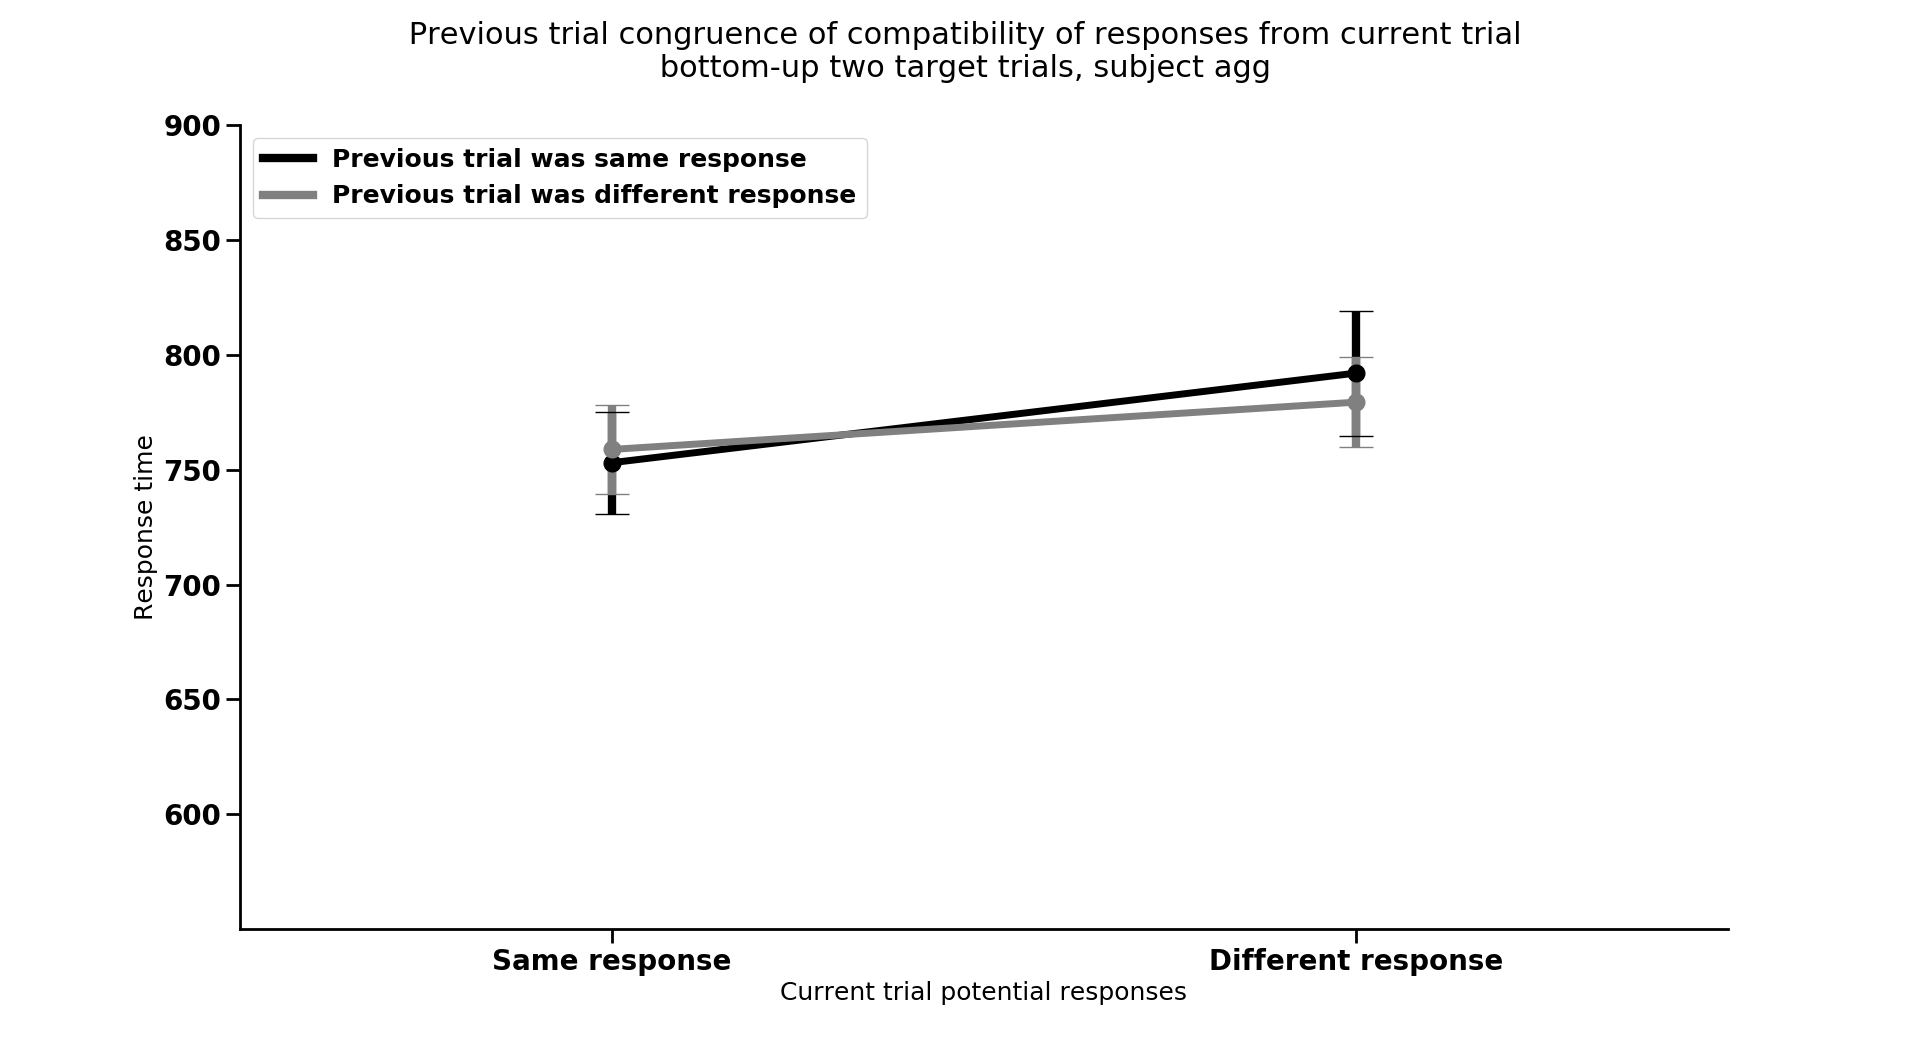 Previous trial congruence of compatibility of responses from current trial
bottom-up two target trials, subject agg
900
850
800
750
700
650
600
Response time
Previous trial was same response
Previous trial was different response
Same response
Different response
Current trial potential responses